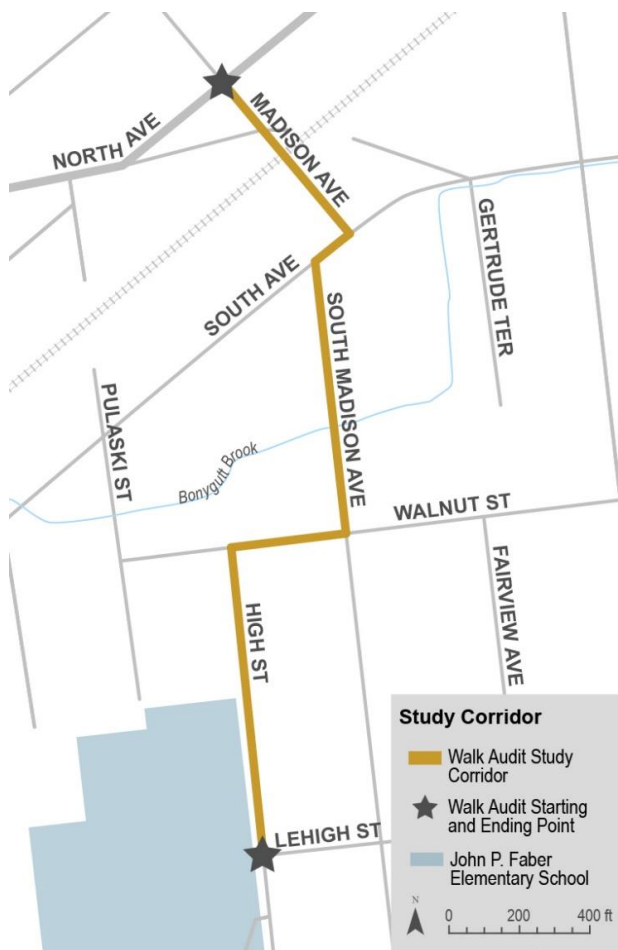 MADISON AVE
NORTH AVE
GERTRUDE TER
SOUTH AVE
SOUTH MADISON AVE
PULASKI ST
Bonygutt Brook
WALNUT ST
FAIRVIEW AVE
HIGH ST
LEHIGH ST
Study Corridor
Walk Audit Study
Corridor
Walk Audit Starting
and Ending Point
John P. Faber
Elementary School
N
0 200 400 ft